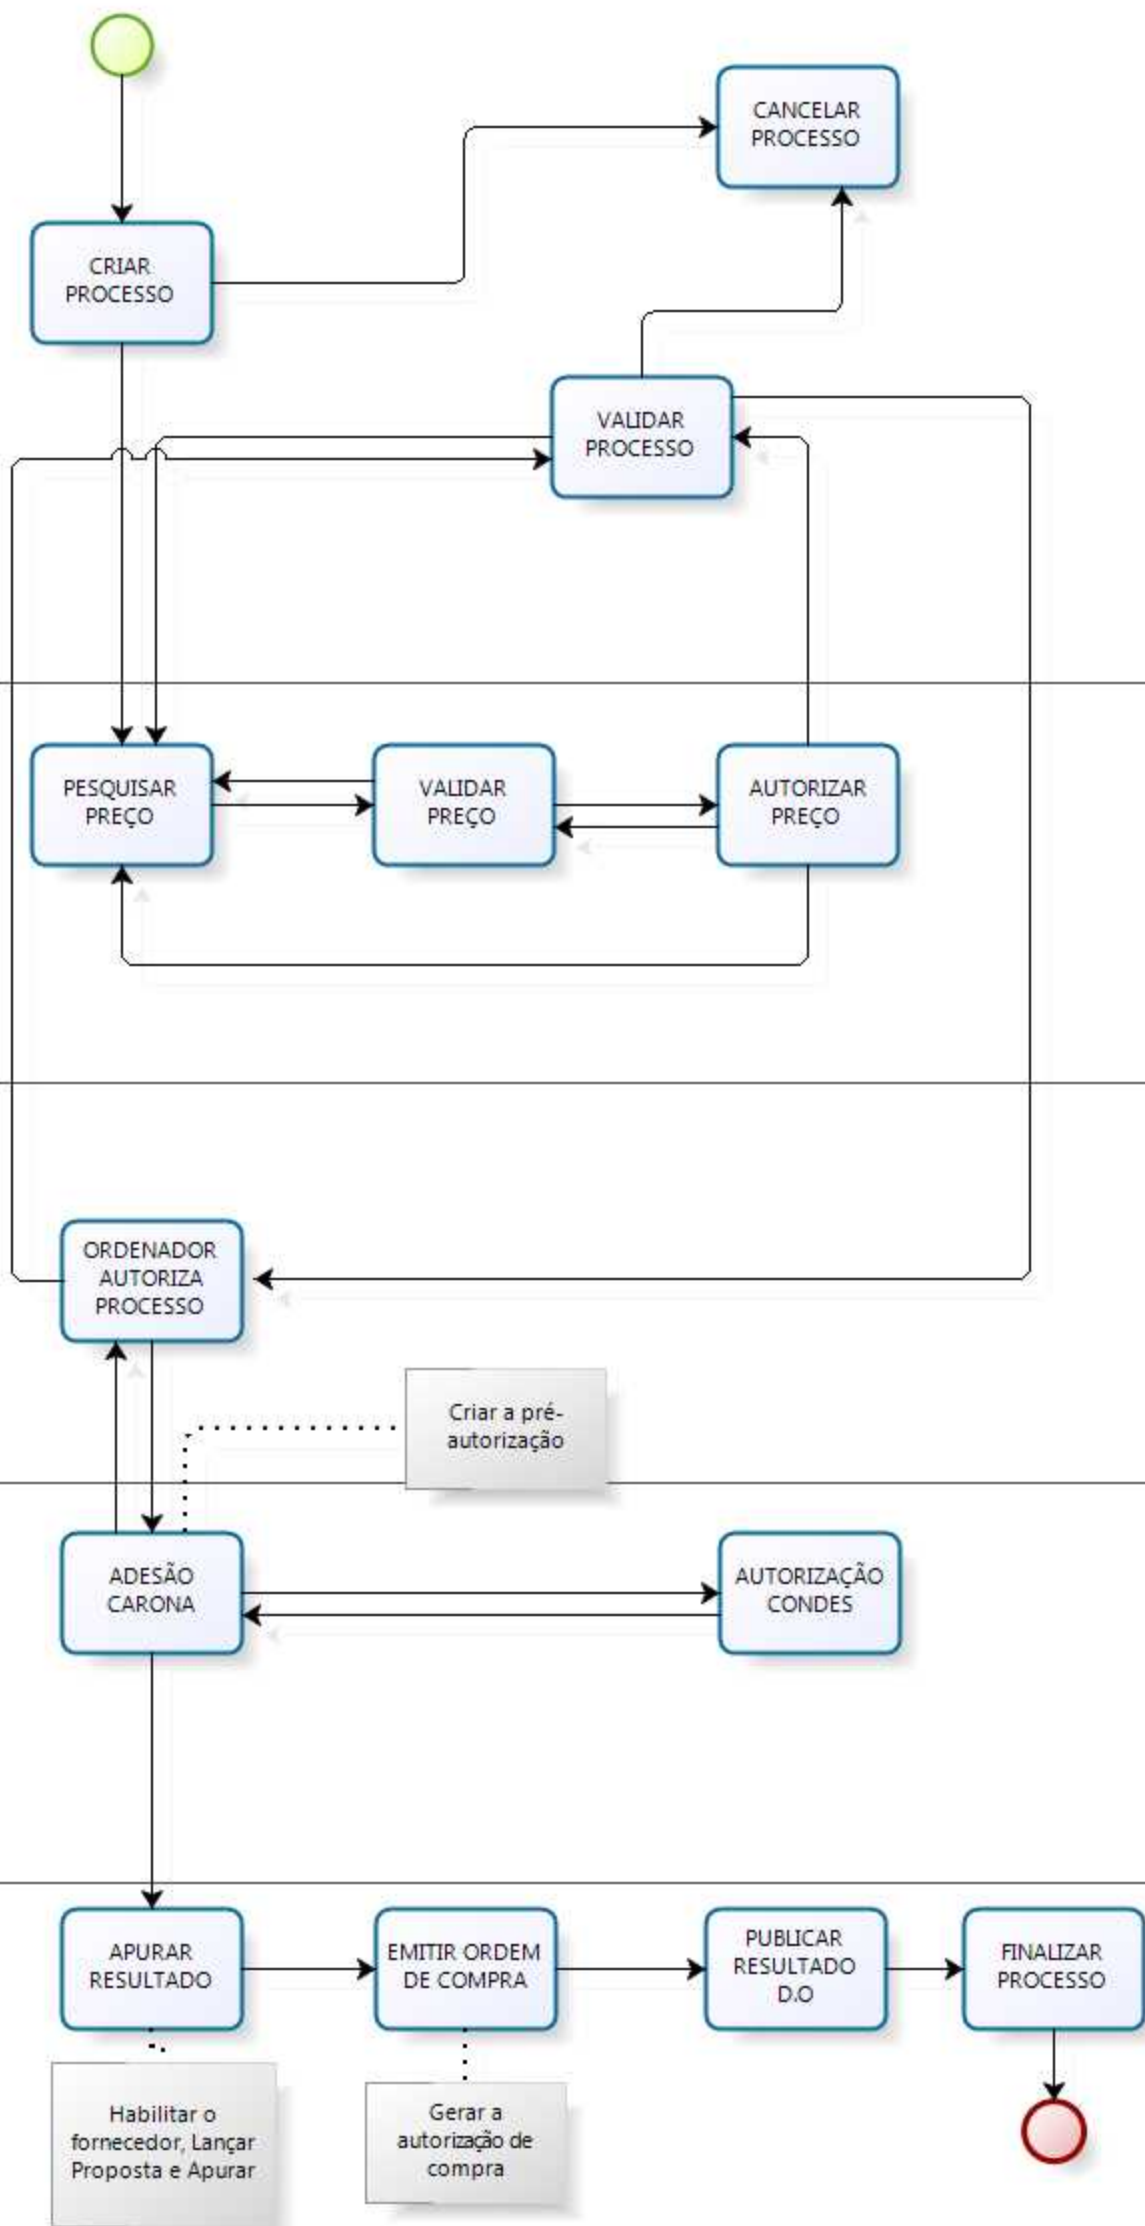 CANCELAR
PROCESSO
CRIAR
PROCESSO
VALIDAR
PROCESSO
PESQUISAR
PREÇO
VALIDAR
PREÇO
AUTORIZAR
PREÇO
ORDENADOR
AUTORIZA
PROCESSO
Criar a pré-
autorização
ADESÃO
CARONA
AUTORIZAÇÃO
CONDES
APURAR
RESULTADO
EMITIR ORDEM
DE COMPRA
PUBLICAR
RESULTADO
D.O
FINALIZAR
PROCESSO
Habilitar o
fornecedor, Lançar
Proposta e Apurar
Gerar a
autorização de
compra